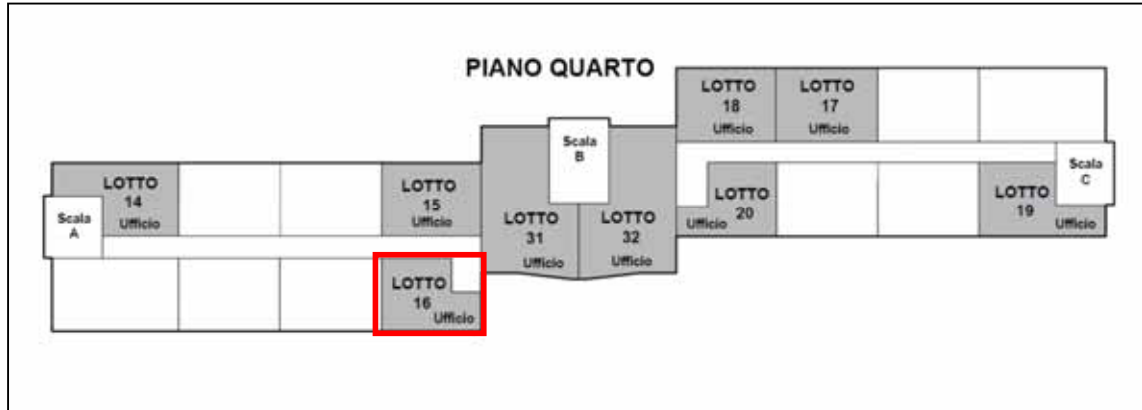 PIANO QUARTO
LOTTO
18
Ufficio
LOTTO
17
Ufficio
Scala
B
Scala
C
LOTTO
14
Ufficio
LOTTO
15
Ufficio
LOTTO
20
Ufficio
LOTTO
19
Ufficio
Scala
A
LOTTO
31
Ufficio
LOTTO
32
Ufficio
LOTTO
16
Ufficio